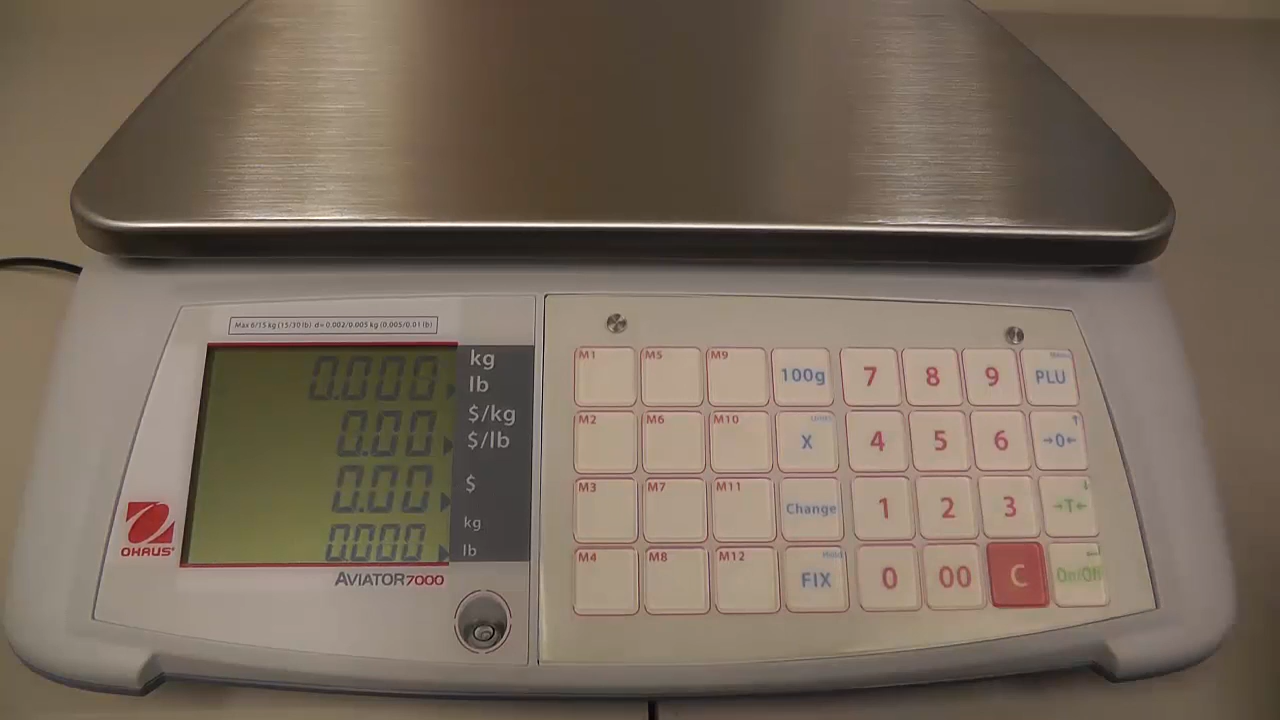 Max 6/15 kg (15/30 lb) d=0.002/0.005 kg (0.005/0.01 lb)
0.000
kg
lb
0.00
$/kg
$/lb
0.00
$
0.000
kg
lb
OHAUS
AVIATOR7000
M1 M5 M9 100g 7 8 9 Menu PLU
M2 M6 M10 Units X 4 5 6 ↑ →0←
M3 M7 M11 Change 1 2 3 ↓ →T←
M4 M8 M12 Hold FIX 0 00 C ← On/Off